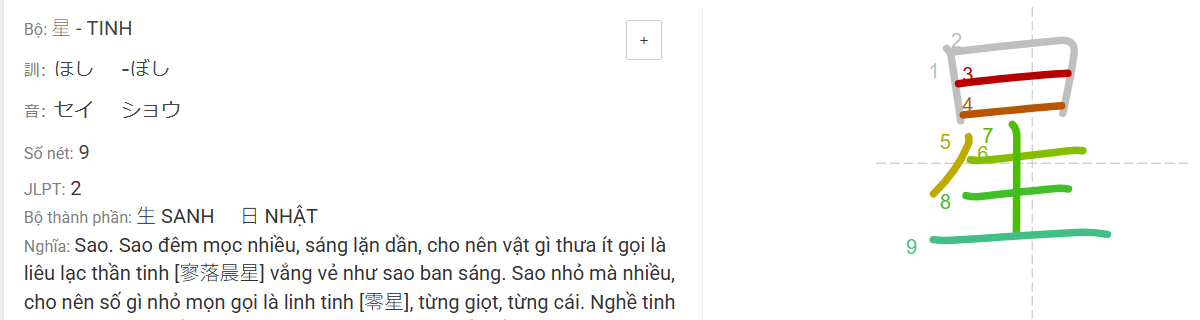 Bộ: 星 - TINH
+
訓: ほし -ぼし
音: セイ ショウ
Số nét: 9
JLPT: 2
Bộ thành phần: 生 SANH 日 NHẬT
Nghĩa: Sao. Sao đêm mọc nhiều, sáng lặn dần, cho nên vật gì thưa ít gọi là
liêu lạc thần tinh [寥落晨星] vắng vẻ như sao ban sáng. Sao nhỏ mà nhiều,
cho nên số gì nhỏ mọn gọi là linh tinh [零星], từng giọt, từng cái. Nghề tinh
星
1
2
3
4
5
6
7
8
9